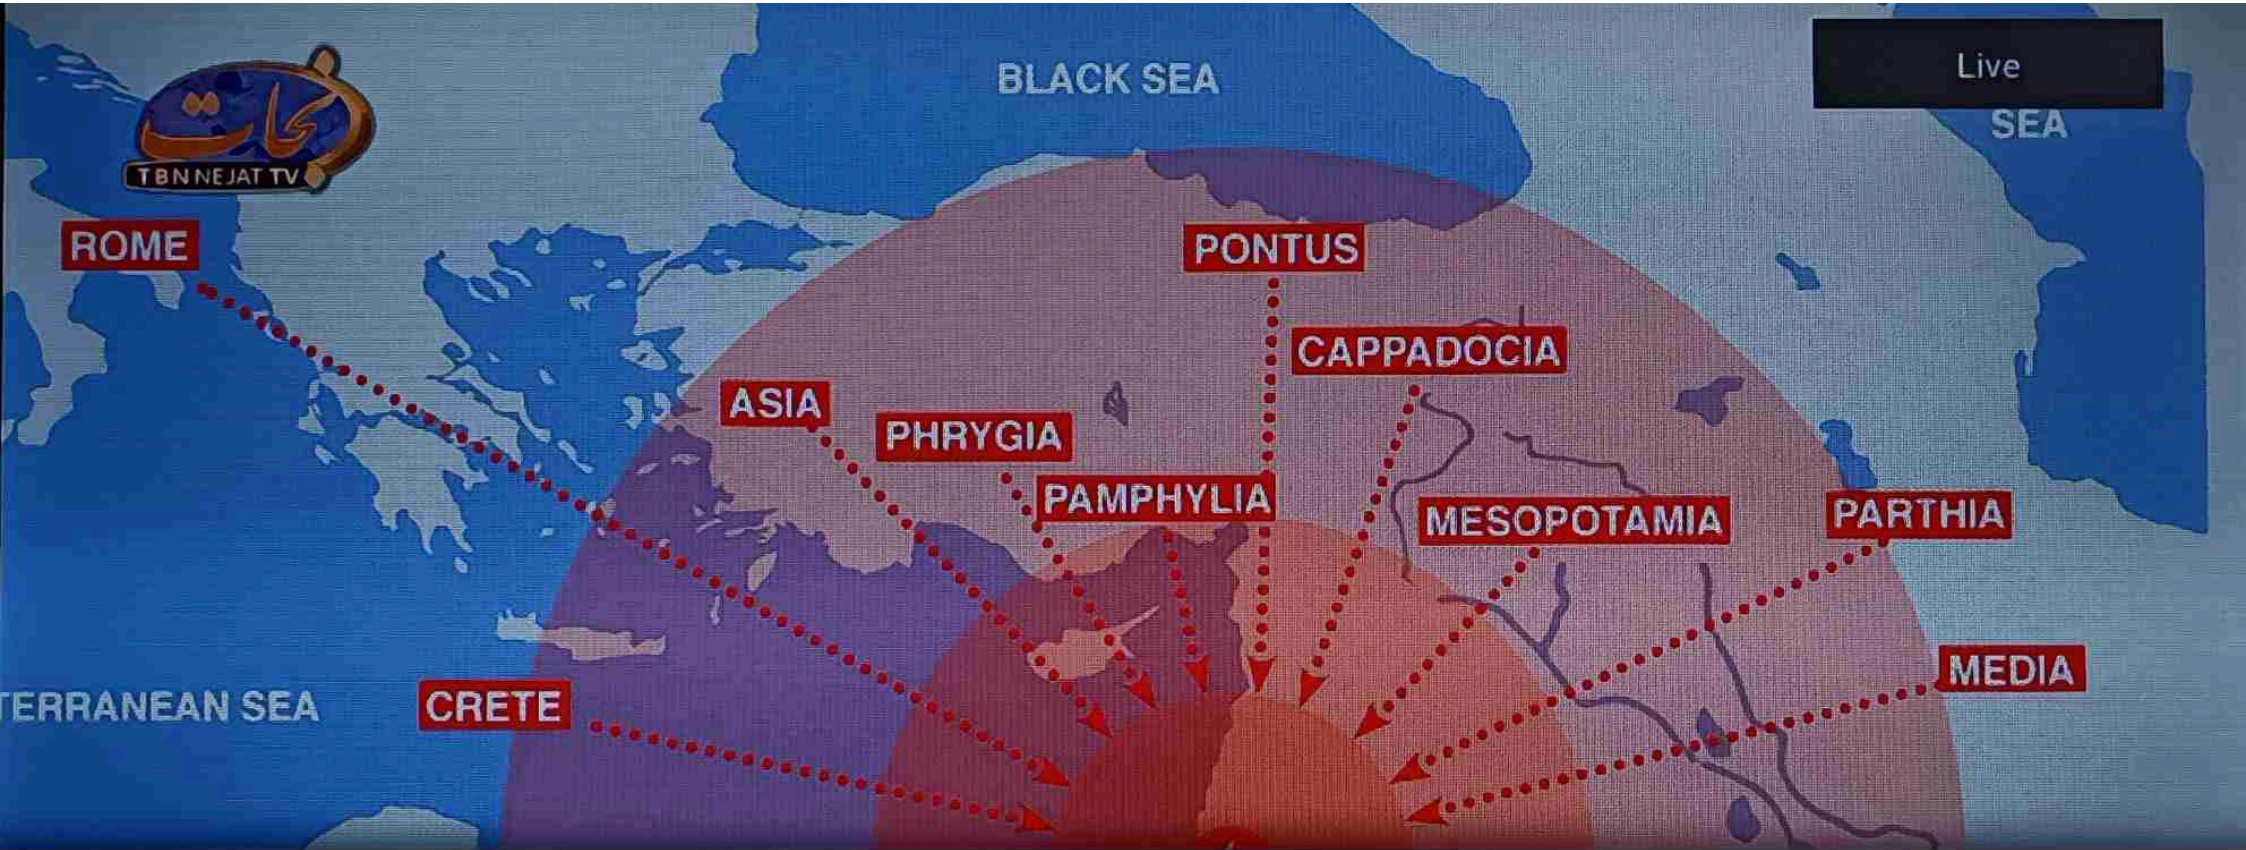 BLACK SEA
Live
SEA
نجات
TBN NEJAT TV
ROME
PONTUS
CAPPADOCIA
ASIA
PHRYGIA
PAMPHYLIA
MESOPOTAMIA
PARTHIA
MEDIA
CRETE
TERRANEAN SEA